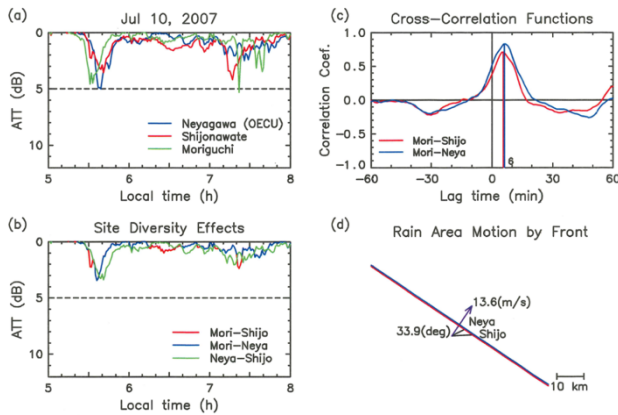 (a) Jul 10, 2007
0
5
10
ATT (dB)
Neyagawa (OECU)
Shijonawate
Moriguchi
5 6 7 8
Local time (h)
(b) Site Diversity Effects
0
5
10
ATT (dB)
Mori-Shijo
Mori-Neya
Neya-Shijo
5 6 7 8
Local time (h)
(c) Cross-Correlation Functions
1.0
0.5
0.0
-0.5
-1.0
Correlation Coef.
Mori-Shijo
Mori-Neya
6
-60 -30 0 30 60
Lag time (min)
(d) Rain Area Motion by Front
13.6(m/s)
Neya
33.9(deg) Shijo
10 km